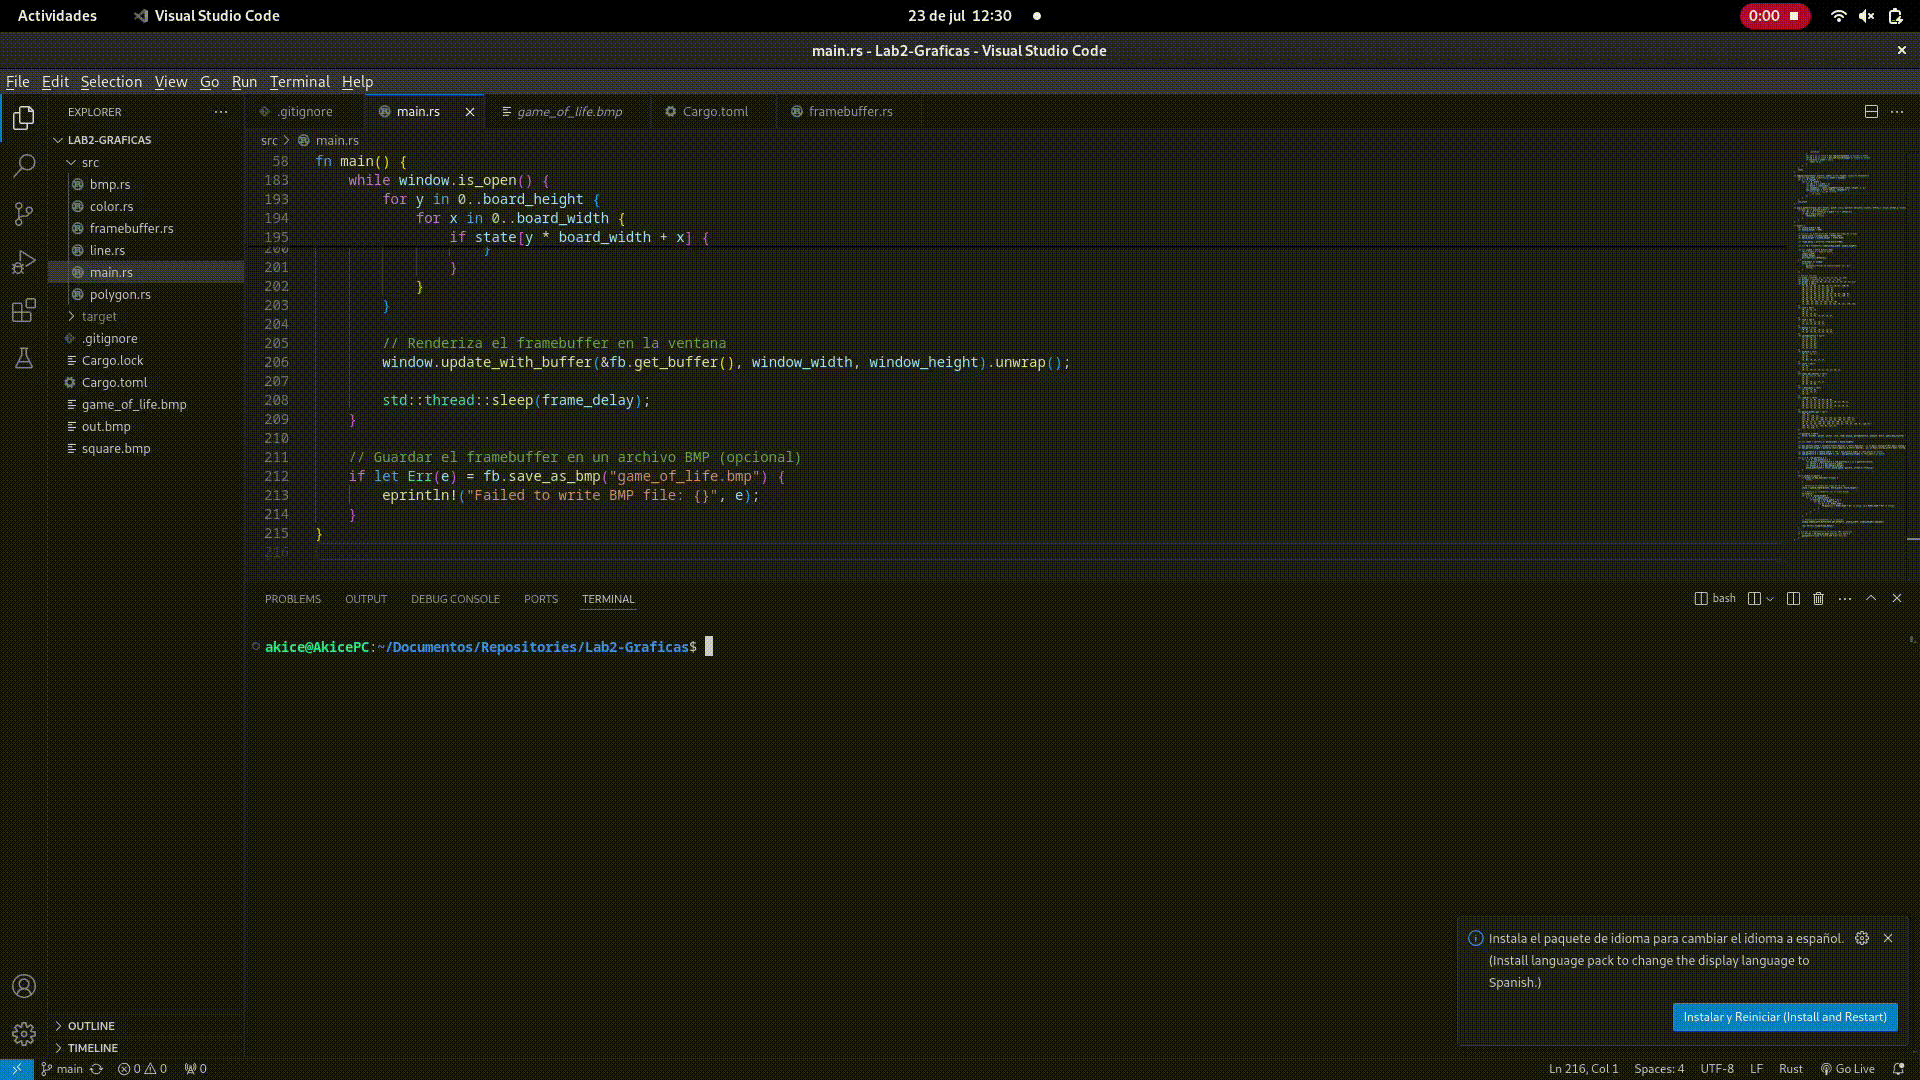 Actividades
Visual Studio Code
23 de jul 12:30
0:00
main.rs - Lab2-Graficas - Visual Studio Code
File Edit Selection View Go Run Terminal Help
EXPLORER
.gitignore
main.rs
game_of_life.bmp
Cargo.toml
framebuffer.rs
LAB2-GRAFICAS
src
bmp.rs
color.rs
framebuffer.rs
line.rs
main.rs
polygon.rs
target
.gitignore
Cargo.lock
Cargo.toml
game_of_life.bmp
out.bmp
square.bmp
src > main.rs
58 fn main() {
183 while window.is_open() {
193 for y in 0..board_height {
194 for x in 0..board_width {
195 if state[y * board_width + x] {
200 }
201 }
202 }
203 }
204
205 // Renderiza el framebuffer en la ventana
206 window.update_with_buffer(&fb.get_buffer(), window_width, window_height).unwrap();
207
208 std::thread::sleep(frame_delay);
209 }
210
211 // Guardar el framebuffer en un archivo BMP (opcional)
212 if let Err(e) = fb.save_as_bmp("game_of_life.bmp") {
213 eprintln!("Failed to write BMP file: {}", e);
214 }
215 }
216
PROBLEMS OUTPUT DEBUG CONSOLE PORTS TERMINAL
bash
akice@AkicePC:~/Documentos/Repositories/Lab2-Graficas$
Instala el paquete de idioma para cambiar el idioma a español.
(Install language pack to change the display language to
Spanish.)
Instalar y Reiniciar (Install and Restart)
OUTLINE
TIMELINE
main
0 0
0
Ln 216, Col 1
Spaces: 4
UTF-8
LF
Rust
Go Live